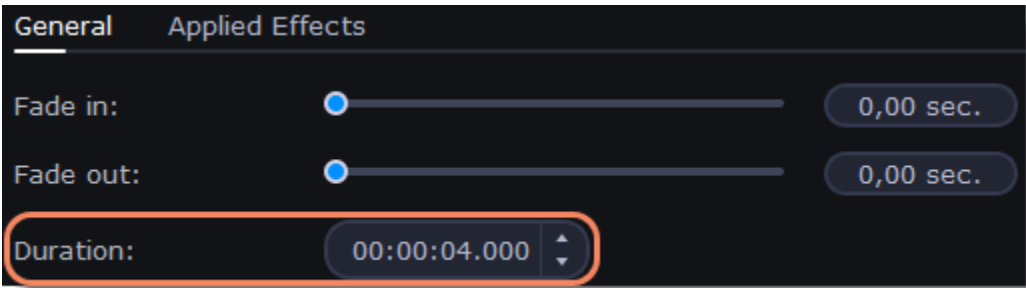 General Applied Effects
Fade in: 0,00 sec.
Fade out: 0,00 sec.
Duration: 00:00:04.000